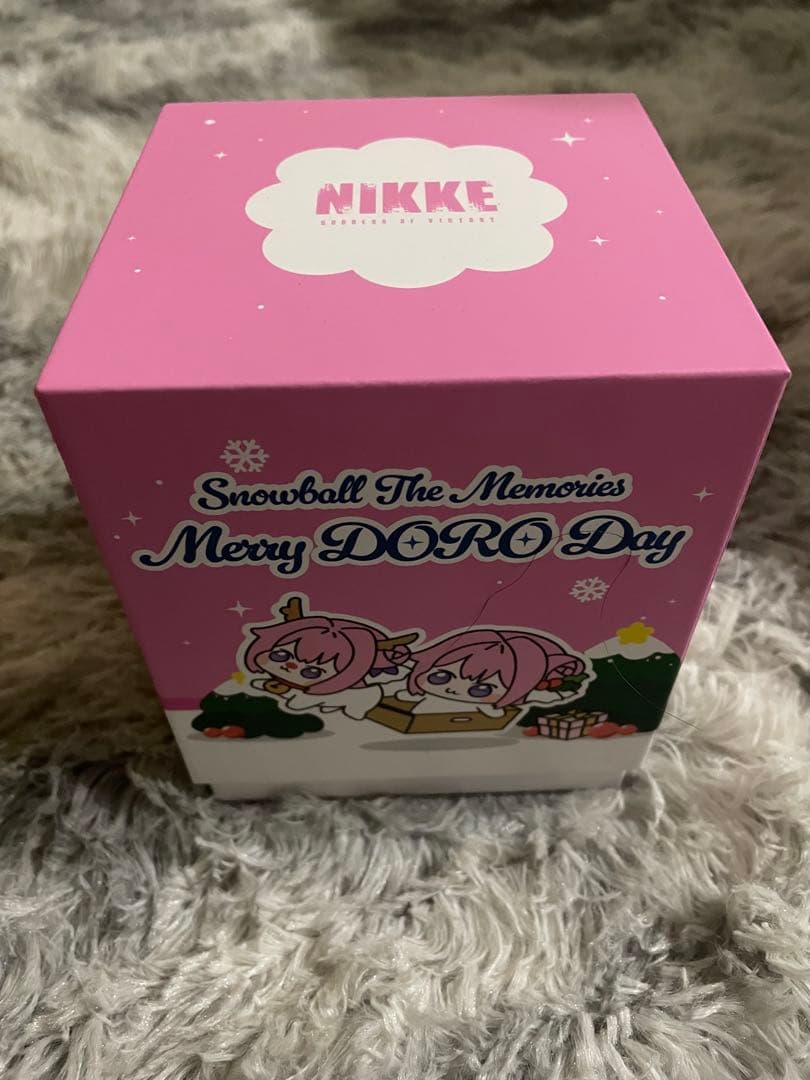 NIKKE
GODDESS OF VICTORY
Snowball The Memories
Merry DORO Day